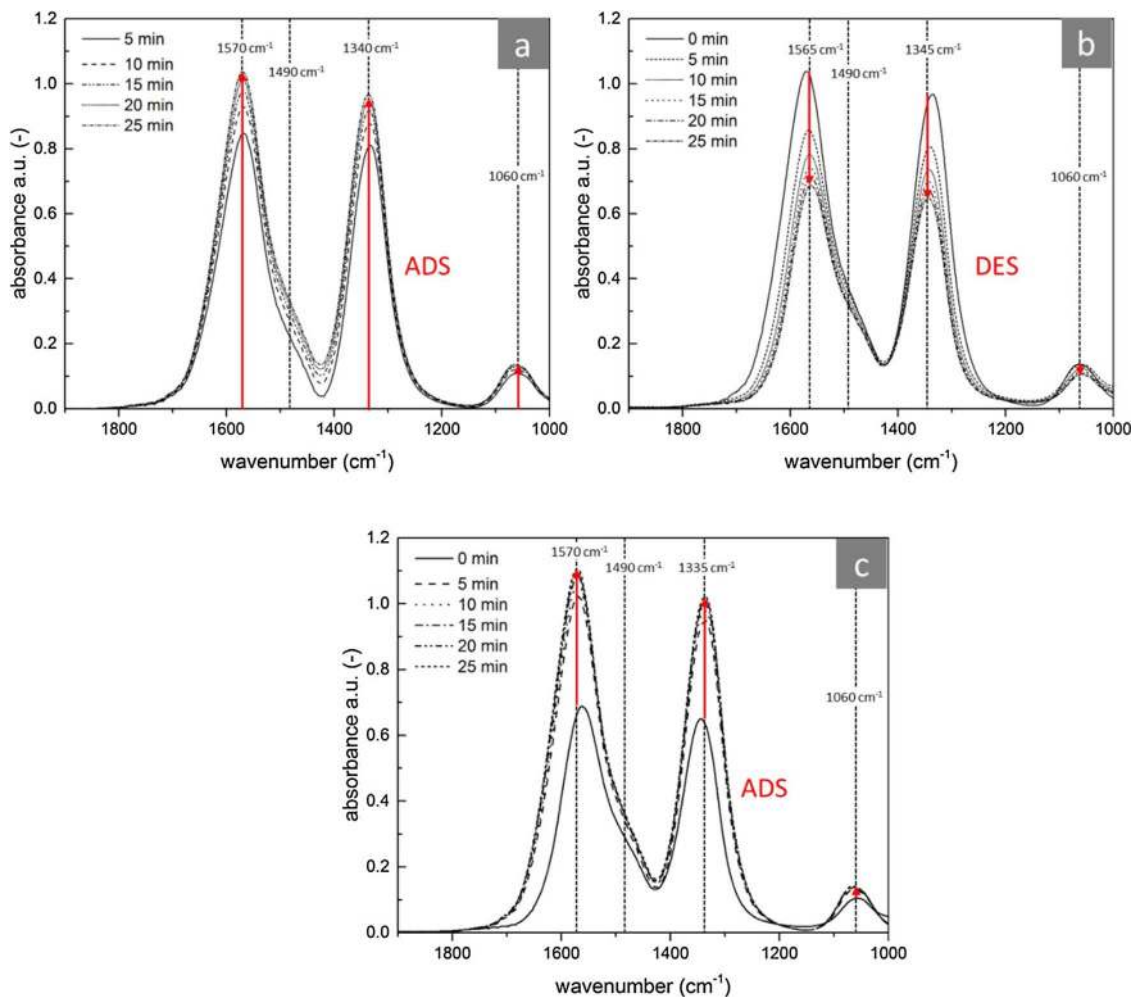 a
5 min
10 min
15 min
20 min
25 min
1570 cm-1
1490 cm-1
1340 cm-1
1060 cm-1
ADS
absorbance a.u. (-)
1.2
1.0
0.8
0.6
0.4
0.2
0.0
1800 1600 1400 1200 1000
wavenumber (cm-1)
b
0 min
5 min
10 min
15 min
20 min
25 min
1565 cm-1
1490 cm-1
1345 cm-1
1060 cm-1
DES
absorbance a.u. (-)
1.2
1.0
0.8
0.6
0.4
0.2
0.0
1800 1600 1400 1200 1000
wavenumber (cm-1)
c
0 min
5 min
10 min
15 min
20 min
25 min
1570 cm-1
1490 cm-1
1335 cm-1
1060 cm-1
ADS
absorbance a.u. (-)
1.2
1.0
0.8
0.6
0.4
0.2
0.0
1800 1600 1400 1200 1000
wavenumber (cm-1)